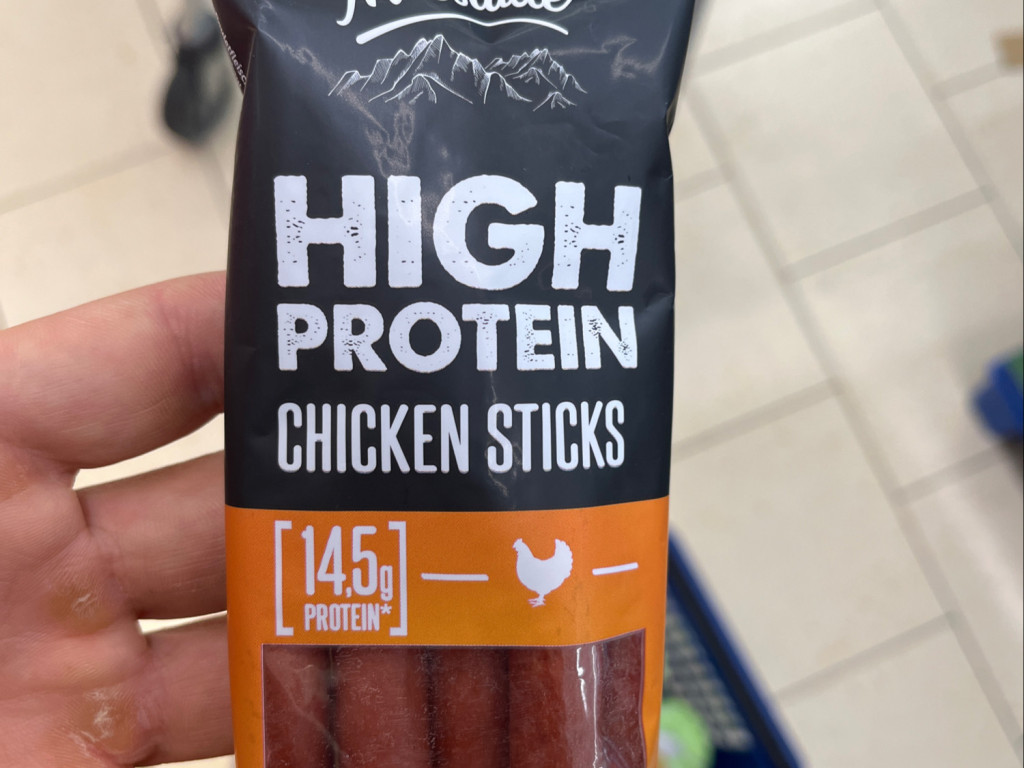 HIGH
PROTEIN
CHICKEN STICKS
[14,5g
PROTEIN*]